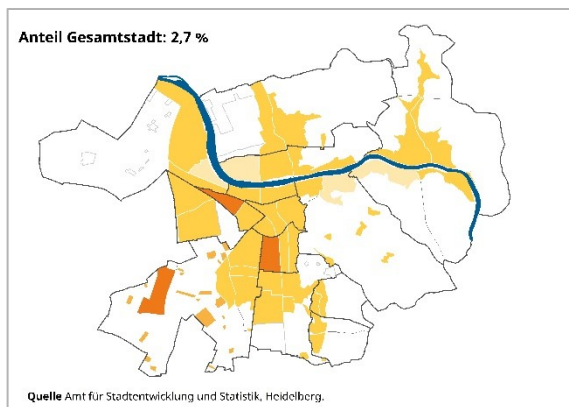 Anteil Gesamtstadt: 2,7 %
Quelle Amt für Stadtentwicklung und Statistik, Heidelberg.